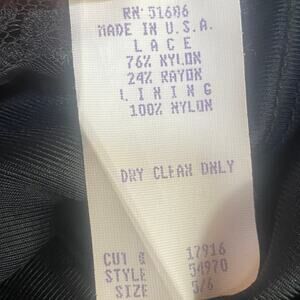 RN 51686
MADE IN U.S.A.
LACE
76% NYLON
24% RAYON
LINING
100% NYLON
DRY CLEAN ONLY
CUT # 17916
STYLE 54970
SIZE 5/6